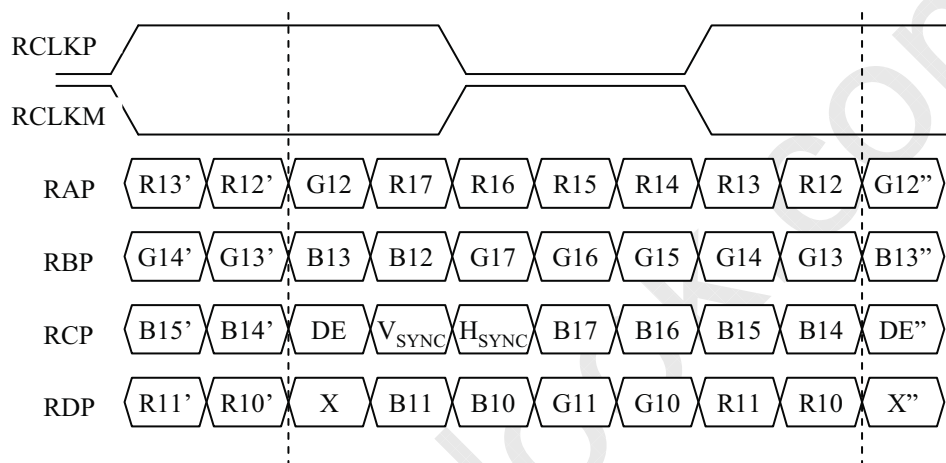 RCLKP
RCLKM
RAP R13’ R12’ G12 R17 R16 R15 R14 R13 R12 G12”
RBP G14’ G13’ B13 B12 G17 G16 G15 G14 G13 B13”
RCP B15’ B14’ DE VSYNC HSYNC B17 B16 B15 B14 DE”
RDP R11’ R10’ X B11 B10 G11 G10 R11 R10 X”